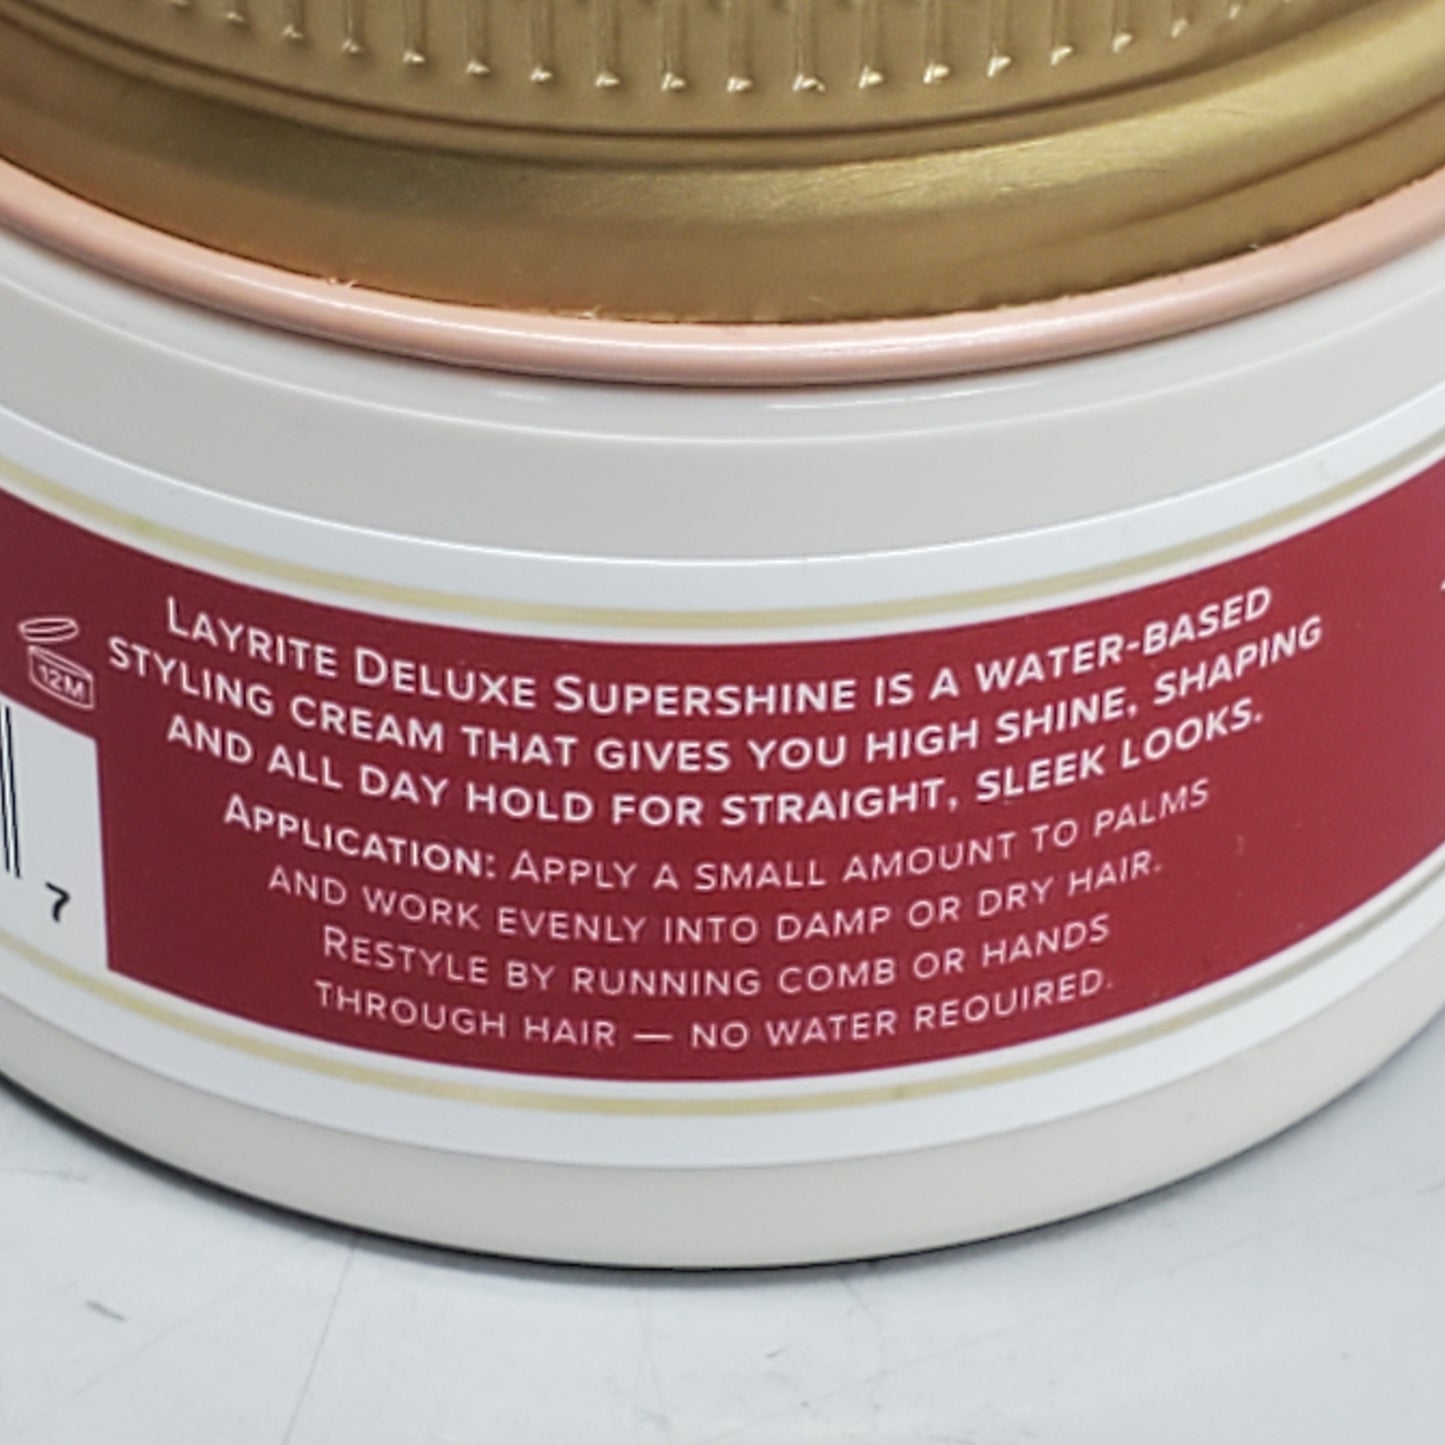 LAYRITE DELUXE SUPERSHINE IS A WATER-BASED
STYLING CREAM THAT GIVES YOU HIGH SHINE, SHAPING
AND ALL DAY HOLD FOR STRAIGHT, SLEEK LOOKS.
APPLICATION: APPLY A SMALL AMOUNT TO PALMS
AND WORK EVENLY INTO DAMP OR DRY HAIR.
RESTYLE BY RUNNING COMB OR HANDS
THROUGH HAIR — NO WATER REQUIRED.
12M
7